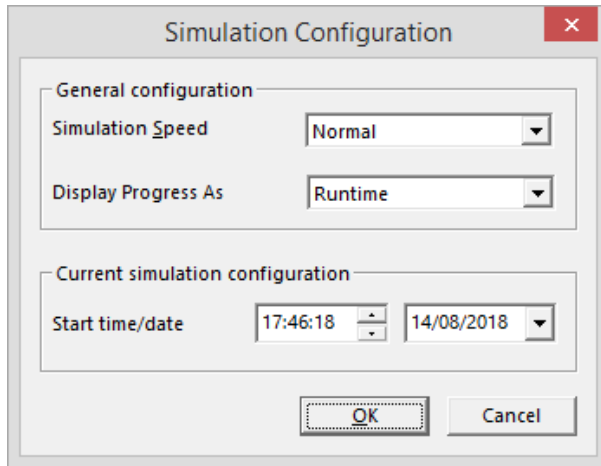 Simulation Configuration
General configuration
Simulation Speed Normal
Display Progress As Runtime
Current simulation configuration
Start time/date 17:46:18 14/08/2018
OK Cancel